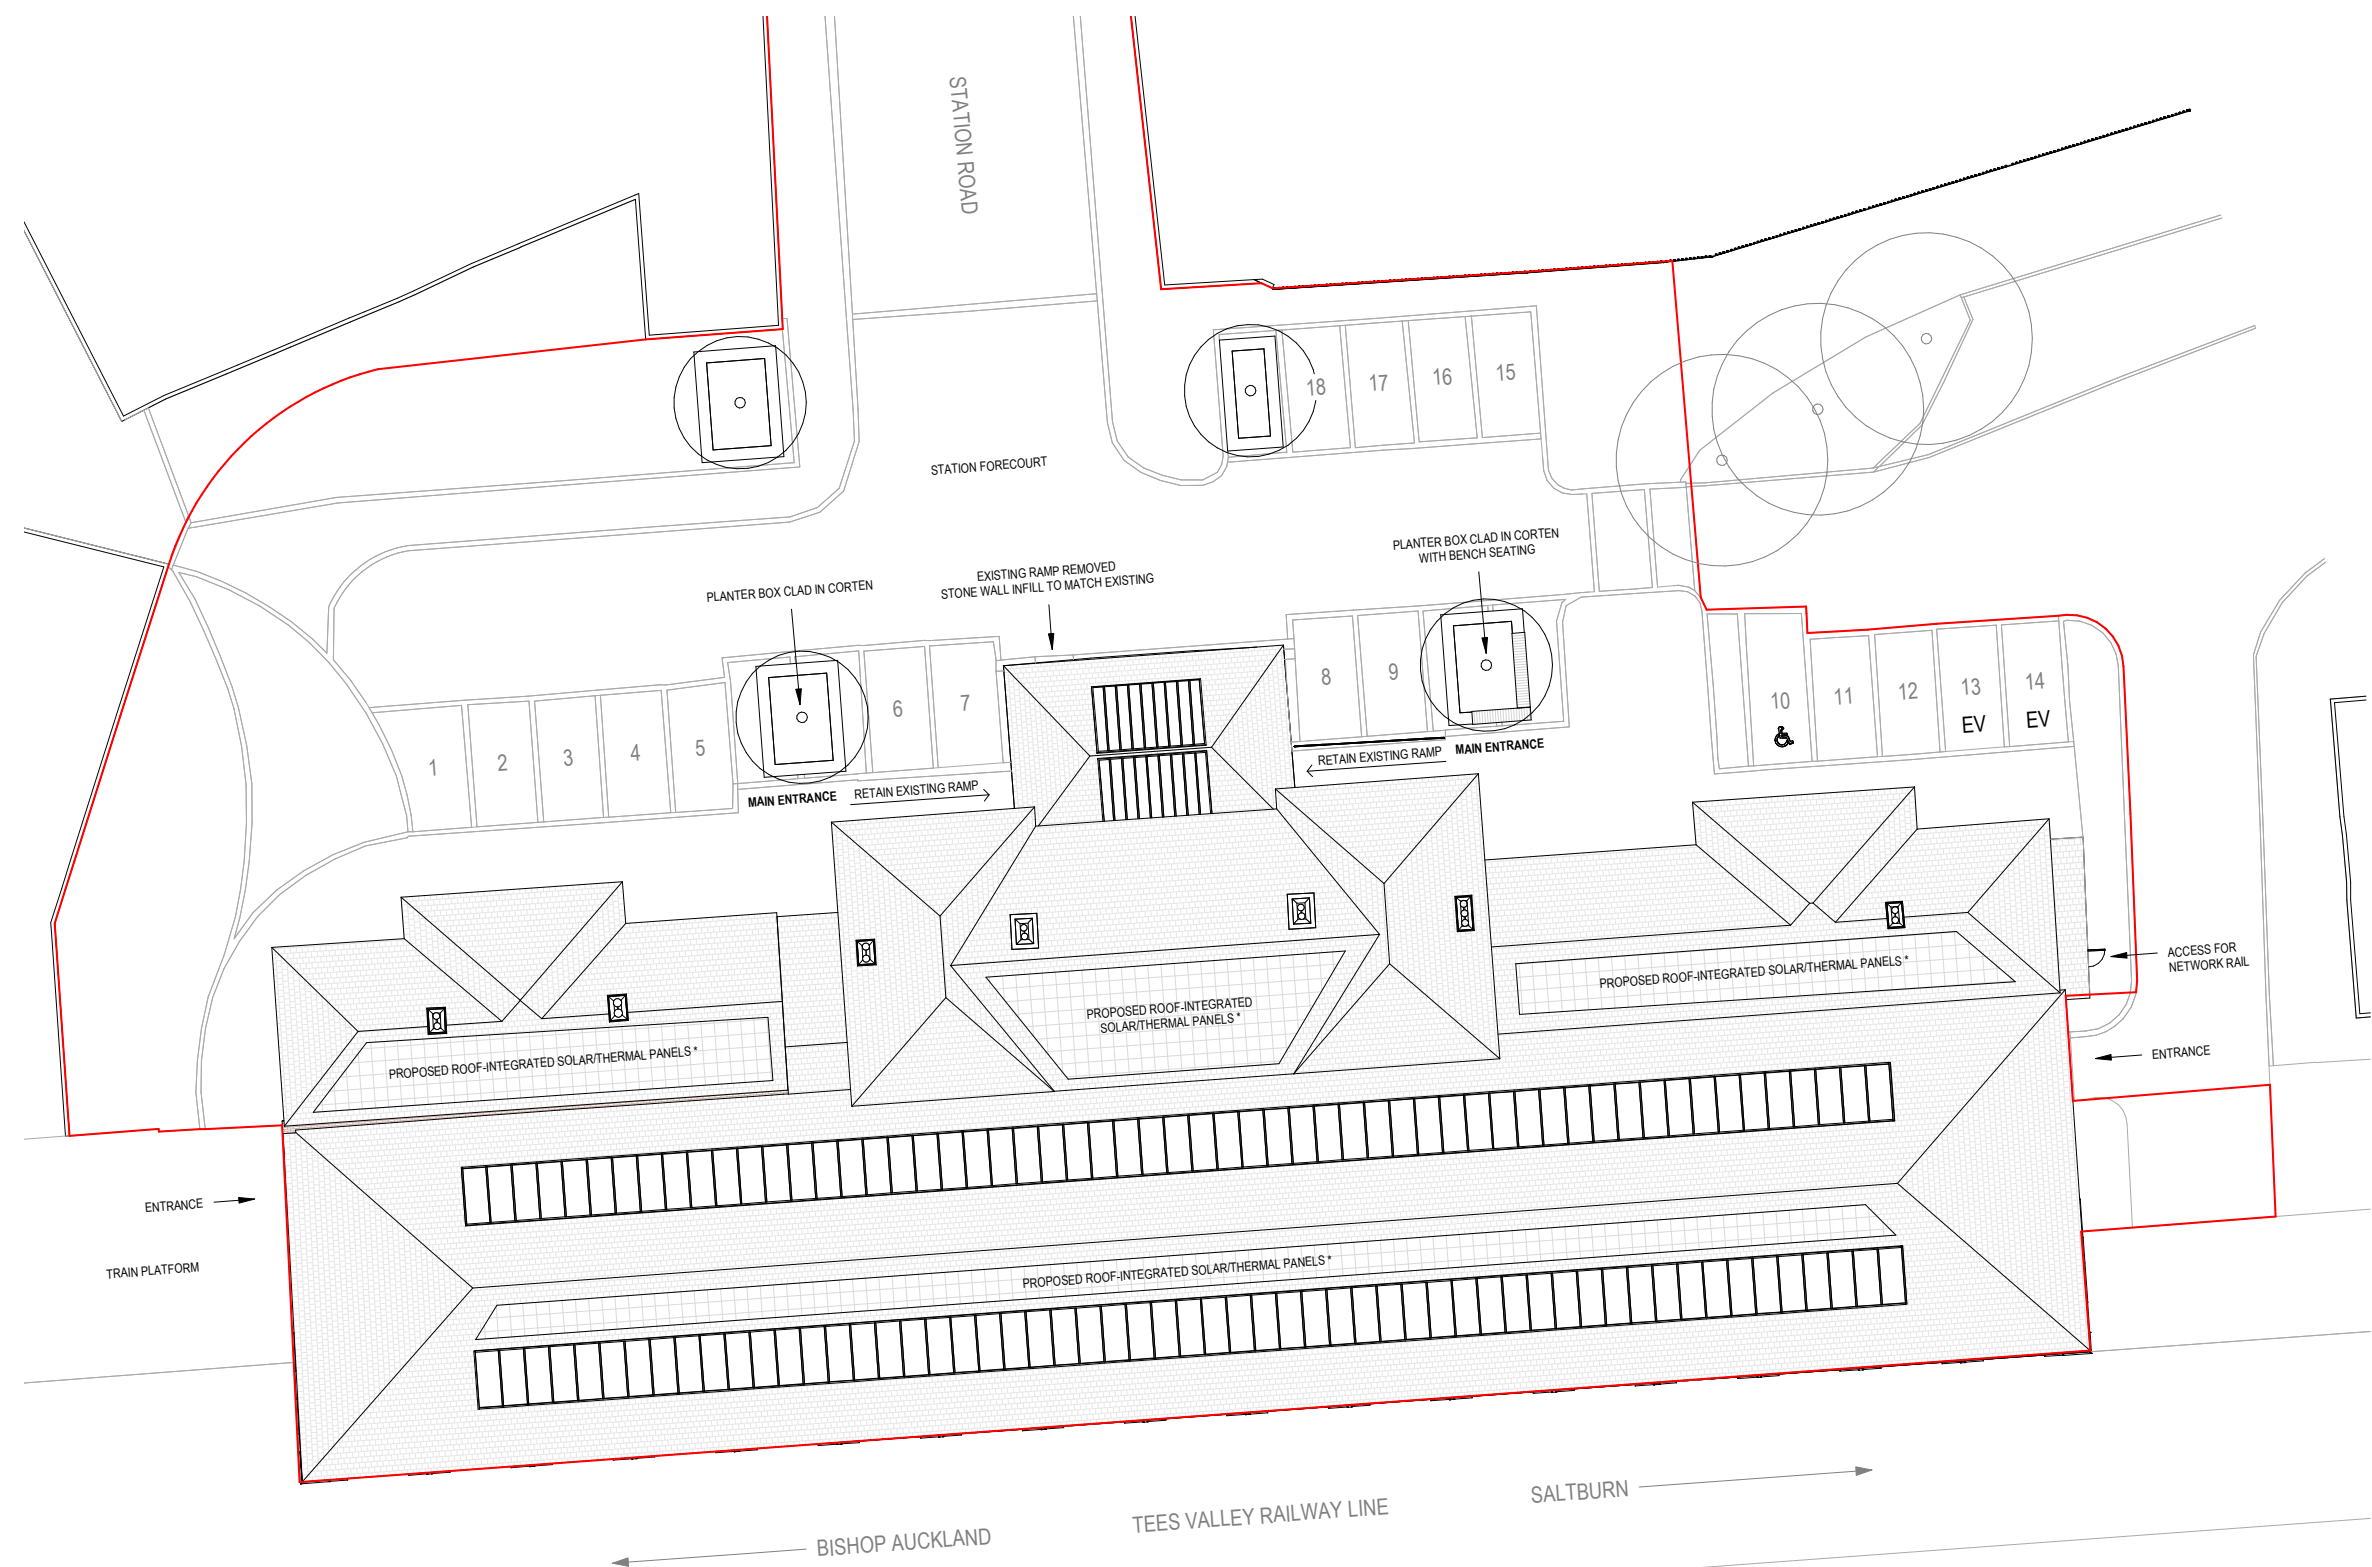 STATION ROAD
18
17
16
15
STATION FORECOURT
PLANTER BOX CLAD IN CORTEN
WITH BENCH SEATING
EXISTING RAMP REMOVED
STONE WALL INFILL TO MATCH EXISTING
PLANTER BOX CLAD IN CORTEN
1
2
3
4
5
6
7
8
9
10
11
12
13
EV
14
EV
MAIN ENTRANCE
RETAIN EXISTING RAMP
RETAIN EXISTING RAMP
MAIN ENTRANCE
ACCESS FOR
NETWORK RAIL
PROPOSED ROOF-INTEGRATED SOLAR/THERMAL PANELS *
PROPOSED ROOF-INTEGRATED
SOLAR/THERMAL PANELS *
PROPOSED ROOF-INTEGRATED SOLAR/THERMAL PANELS *
ENTRANCE
ENTRANCE
TRAIN PLATFORM
PROPOSED ROOF-INTEGRATED SOLAR/THERMAL PANELS *
BISHOP AUCKLAND
TEES VALLEY RAILWAY LINE
SALTBURN